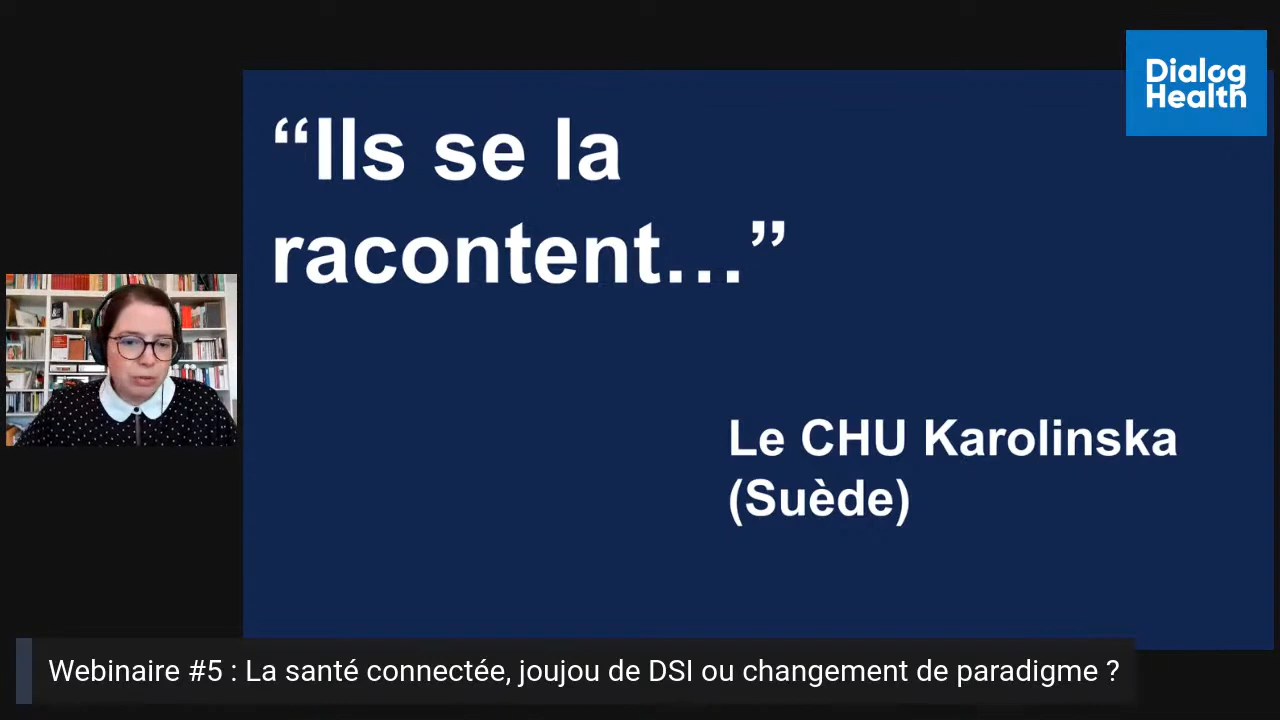 Dialog
Health
“Ils se la
racontent…”
Le CHU Karolinska
(Suède)
Webinaire #5 : La santé connectée, joujou de DSI ou changement de paradigme ?